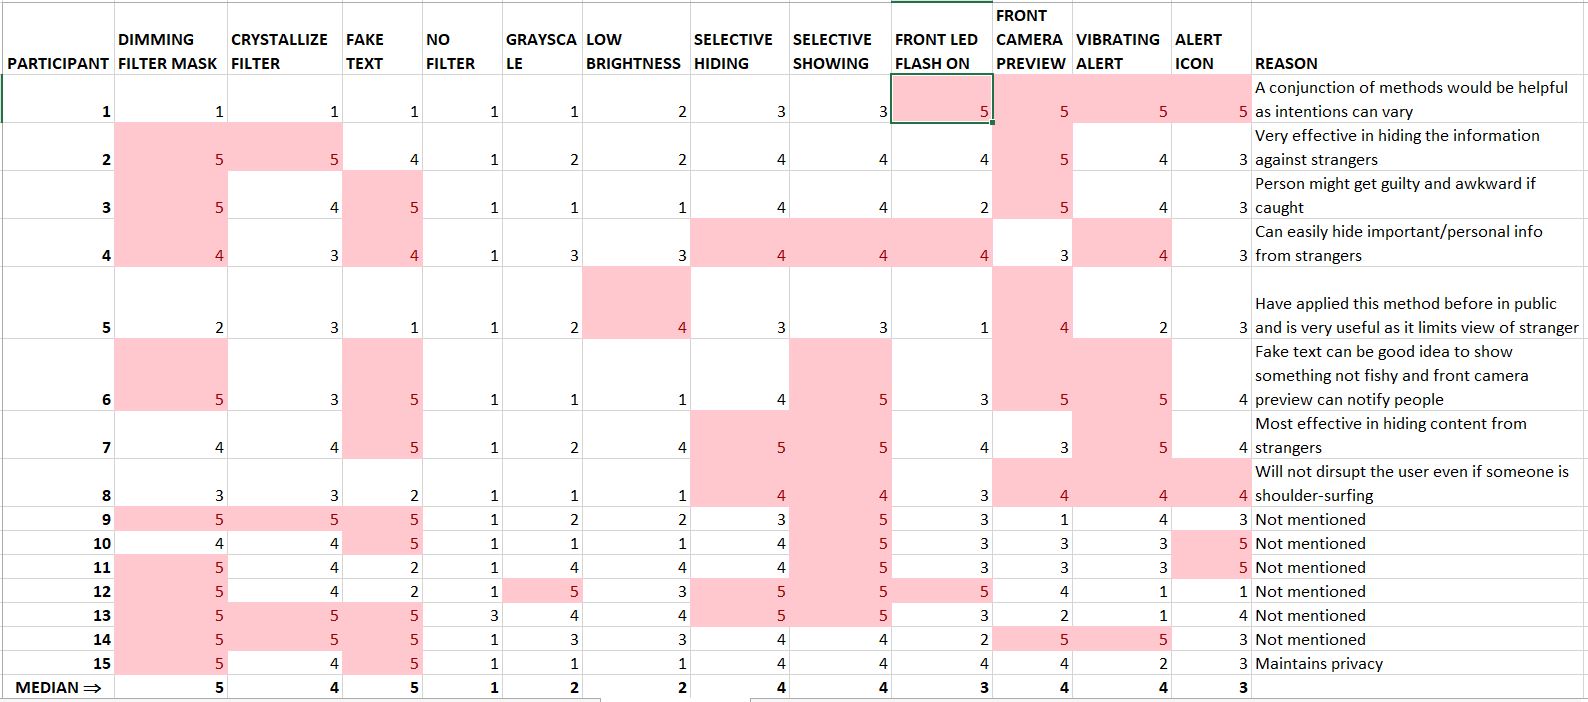 PARTICIPANT DIMMING FILTER MASK CRYSTALLIZE FILTER FAKE TEXT NO FILTER GRAYSCA LE LOW BRIGHTNESS SELECTIVE HIDING SELECTIVE SHOWING FRONT LED FLASH ON FRONT CAMERA PREVIEW VIBRATING ALERT ALERT ICON REASON
1 1 1 1 1 1 2 3 3 5 5 5 5 A conjunction of methods would be helpful
as intentions can vary
2 5 5 4 1 2 2 4 4 4 5 4 3 Very effective in hiding the information
against strangers
3 5 4 5 1 1 1 4 4 2 5 4 3 Person might get guilty and awkward if
caught
4 4 3 4 1 3 3 4 4 4 3 4 3 Can easily hide important/personal info
from strangers
5 2 3 1 1 2 4 3 3 1 4 2 3 Have applied this method before in public
and is very useful as it limits view of stranger
6 5 3 5 1 1 1 4 5 3 5 5 4 Fake text can be good idea to show
something not fishy and front camera
preview can notify people
7 4 4 5 1 2 4 5 5 4 3 5 4 Most effective in hiding content from
strangers
8 3 3 2 1 1 1 4 4 3 4 4 4 Will not dirsupt the user even if someone is
shoulder-surfing
9 5 5 5 1 2 2 3 5 3 1 4 3 Not mentioned
10 4 4 5 1 1 1 4 5 3 3 3 5 Not mentioned
11 5 4 2 1 4 4 4 5 3 3 3 5 Not mentioned
12 5 4 2 1 5 3 5 5 5 4 1 1 Not mentioned
13 5 5 5 3 4 4 5 5 3 2 1 4 Not mentioned
14 5 5 5 1 3 3 4 4 2 5 5 3 Not mentioned
15 5 4 5 1 1 1 4 4 4 4 2 3 Maintains privacy
MEDIAN ⇒ 5 4 5 1 2 2 4 4 3 4 4 3